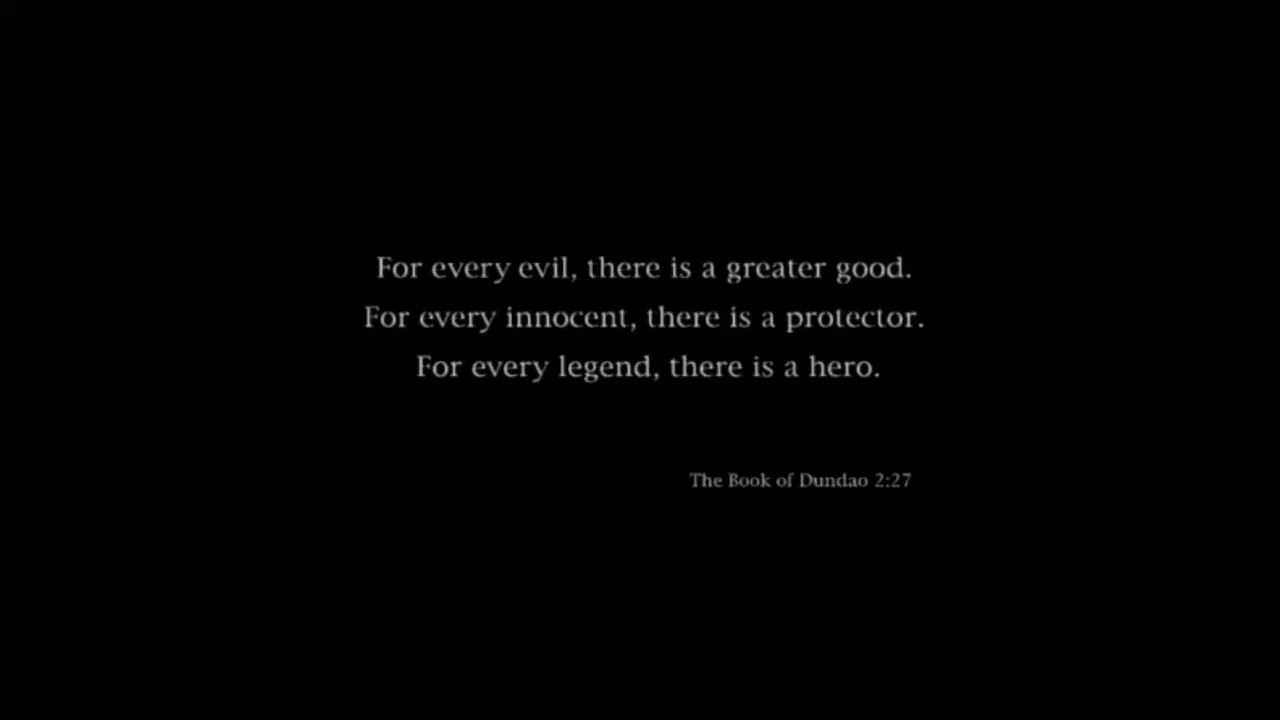 For every evil, there is a greater good.
For every innocent, there is a protector.
For every legend, there is a hero.
The Book of Dundao 2:27